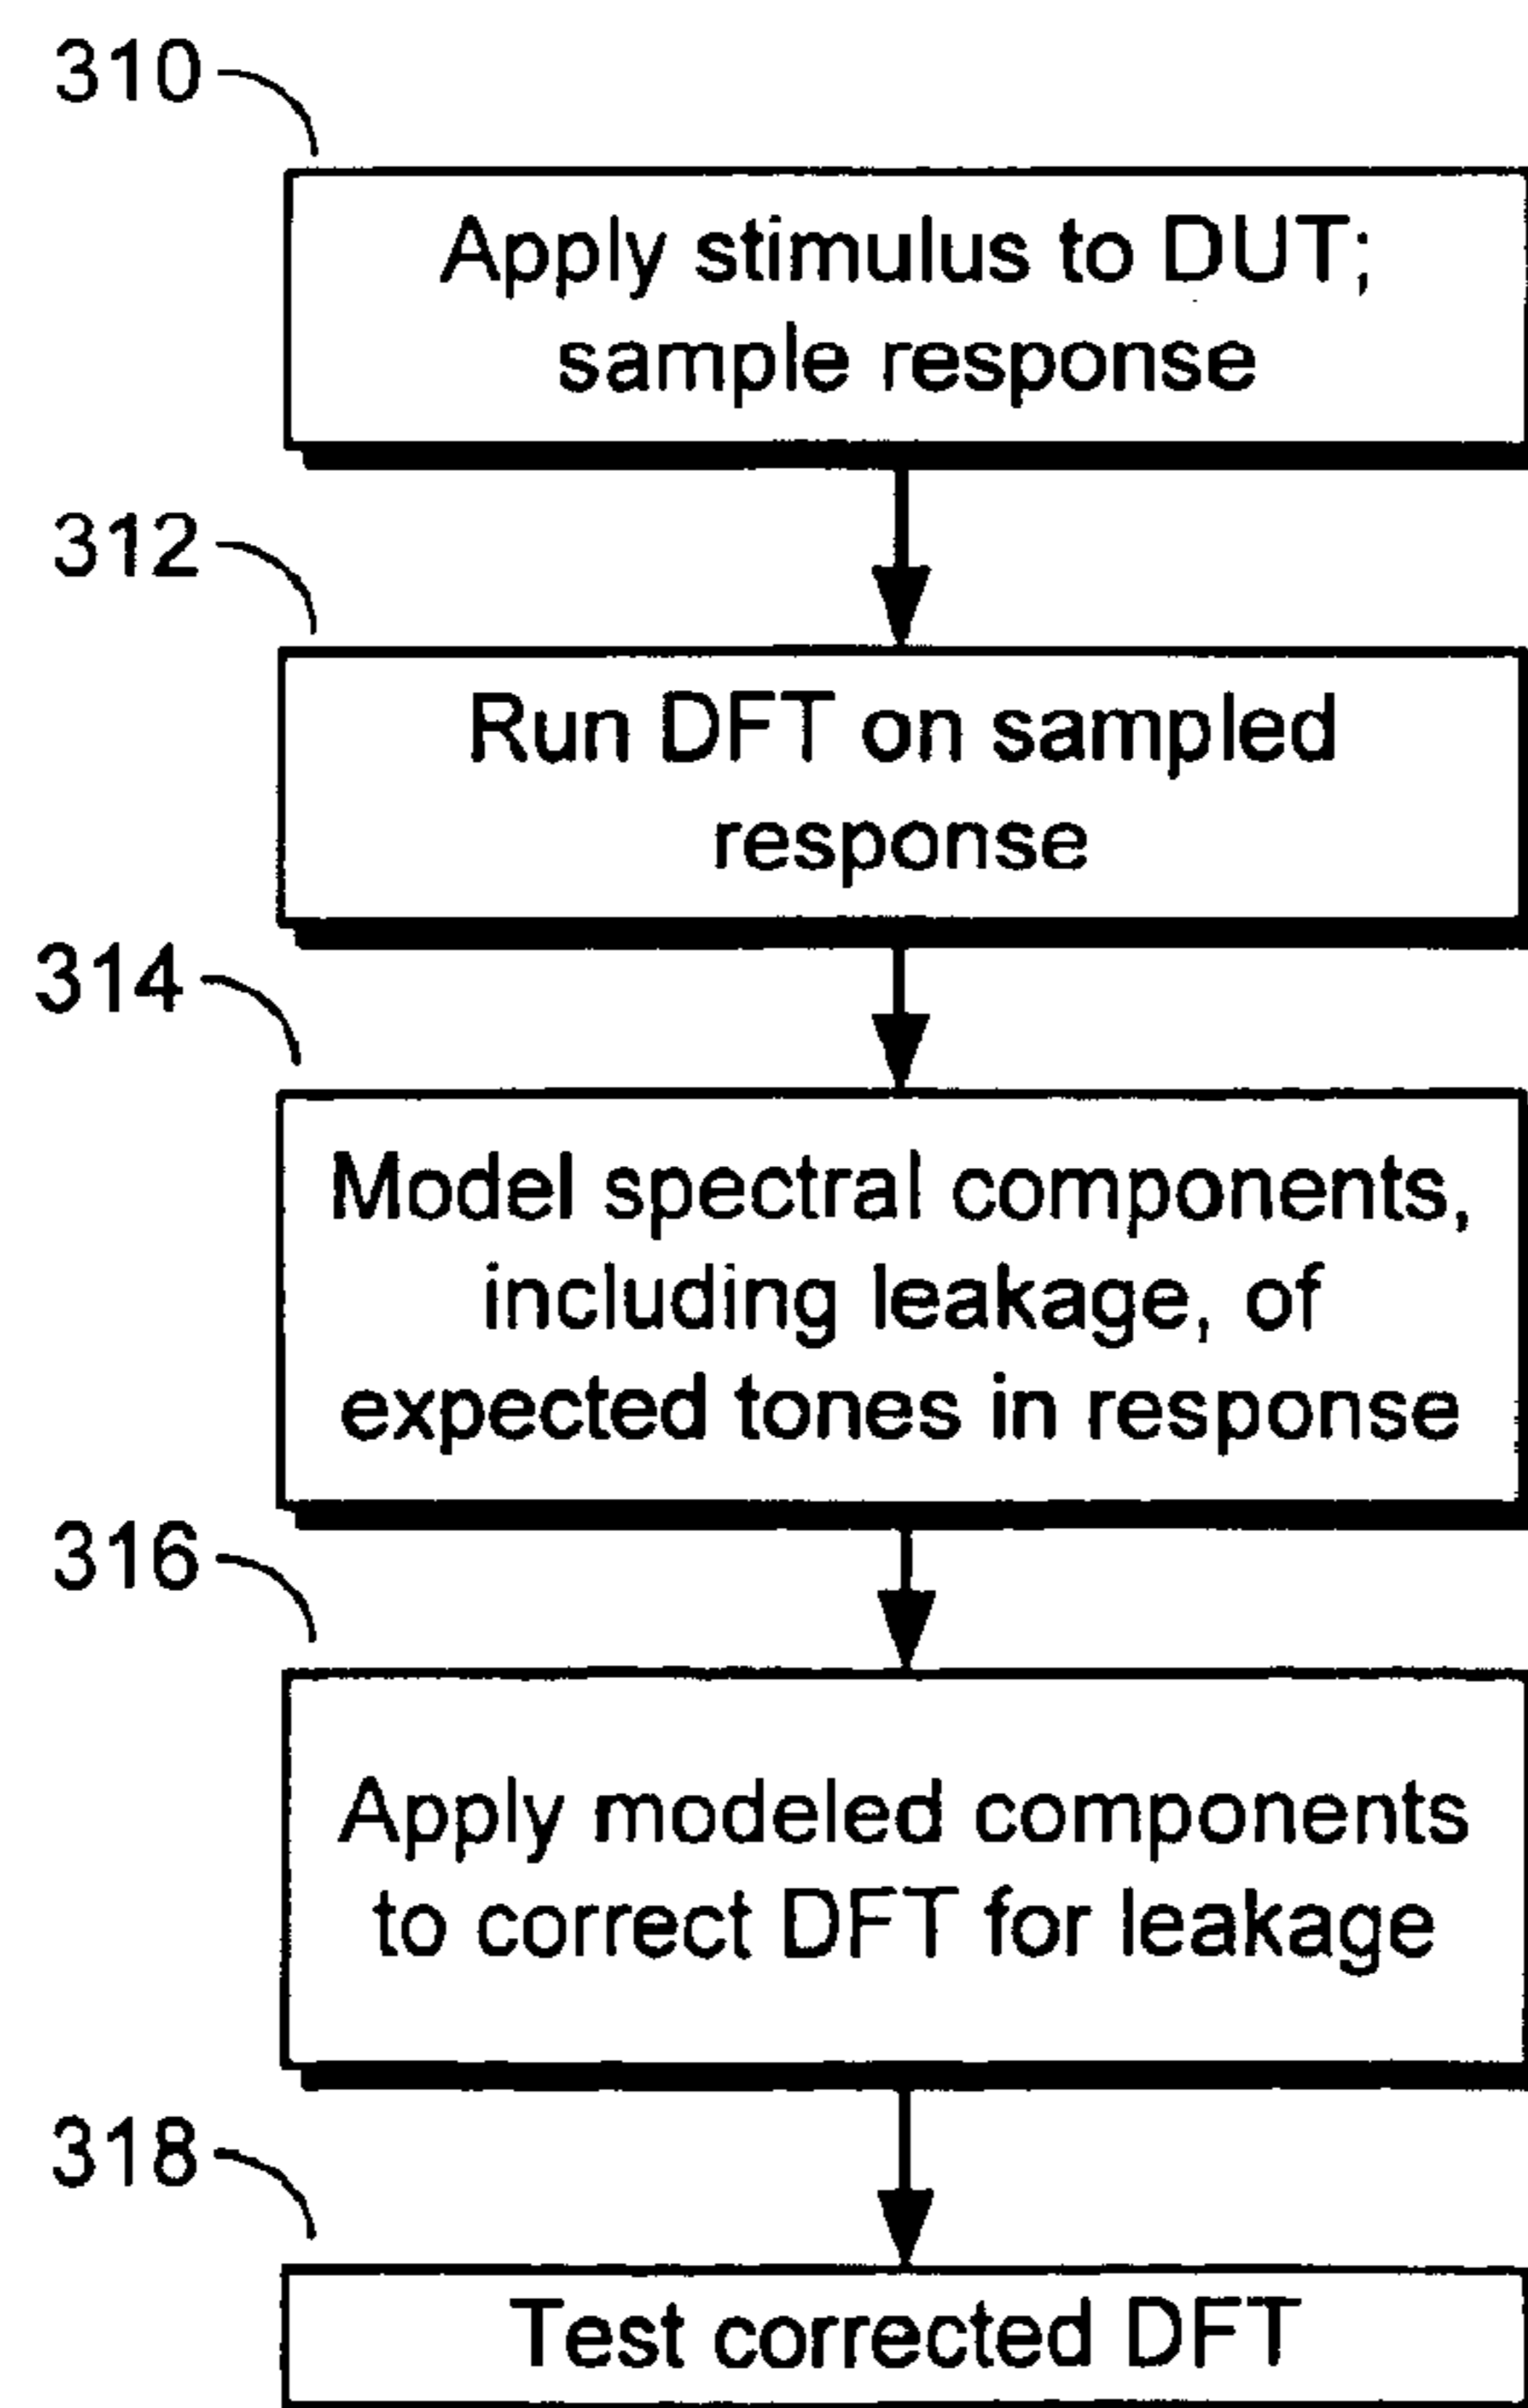 310
Apply stimulus to DUT;
sample response
312
Run DFT on sampled
response
314
Model spectral components,
including leakage, of
expected tones in response
316
Apply modeled components
to correct DFT for leakage
318
Test corrected DFT